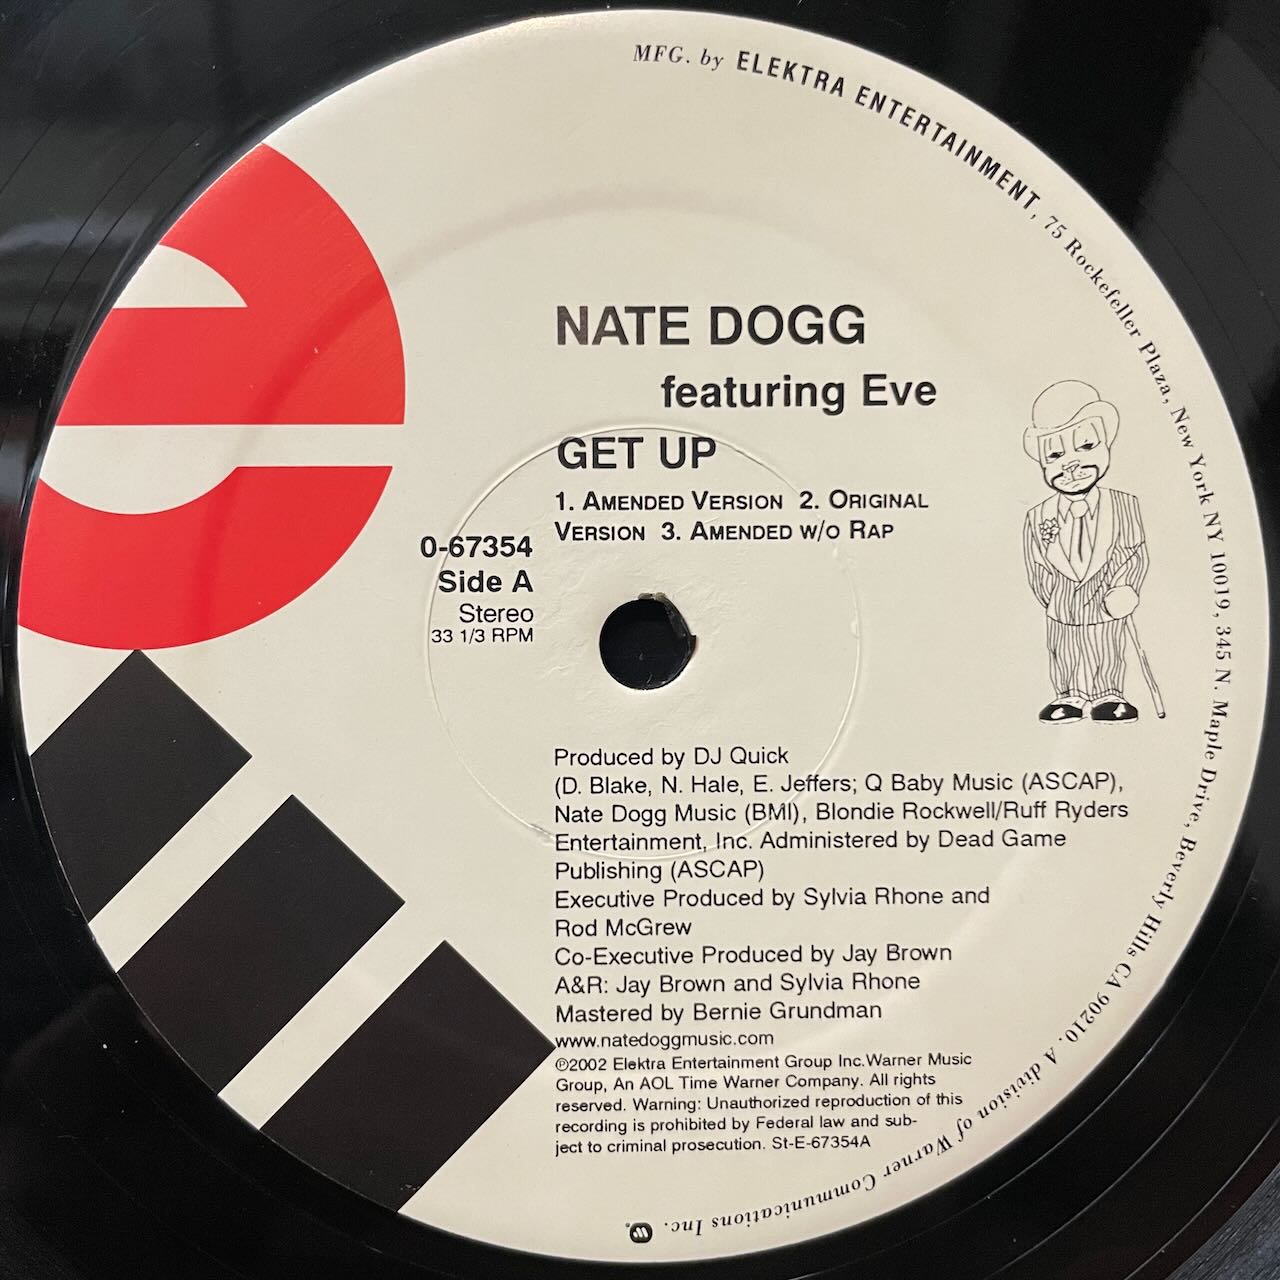 MFG. by ELEKTRA ENTERTAINMENT, 75 Rockefeller Plaza, New York NY 10019, 345 N. Maple Drive, Beverly Hills CA 90210. A division of Warner Communications Inc.
e
NATE DOGG
featuring Eve
GET UP
1. AMENDED VERSION 2. ORIGINAL
VERSION 3. AMENDED W/O RAP
0-67354
Side A
Stereo
33 1/3 RPM
Produced by DJ Quick
(D. Blake, N. Hale, E. Jeffers; Q Baby Music (ASCAP),
Nate Dogg Music (BMI), Blondie Rockwell/Ruff Ryders
Entertainment, Inc. Administered by Dead Game
Publishing (ASCAP)
Executive Produced by Sylvia Rhone and
Rod McGrew
Co-Executive Produced by Jay Brown
A&R: Jay Brown and Sylvia Rhone
Mastered by Bernie Grundman
www.natedoggmusic.com
℗2002 Elektra Entertainment Group Inc.Warner Music
Group, An AOL Time Warner Company. All rights
reserved. Warning: Unauthorized reproduction of this
recording is prohibited by Federal law and sub-
ject to criminal prosecution. St-E-67354A